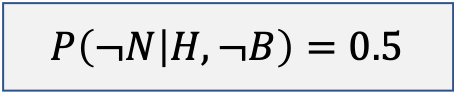 P(¬N|H, ¬B) = 0.5